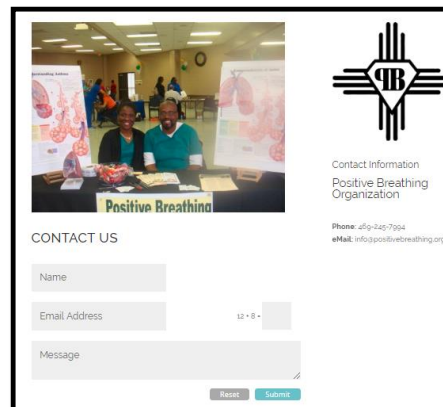 Positive Breathing
CONTACT US
Name
Email Address
12 + 8 =
Message
Reset
Submit
PB
Contact Information
Positive Breathing
Organization
Phone: 469-245-7994
eMail: info@positivebreathing.org